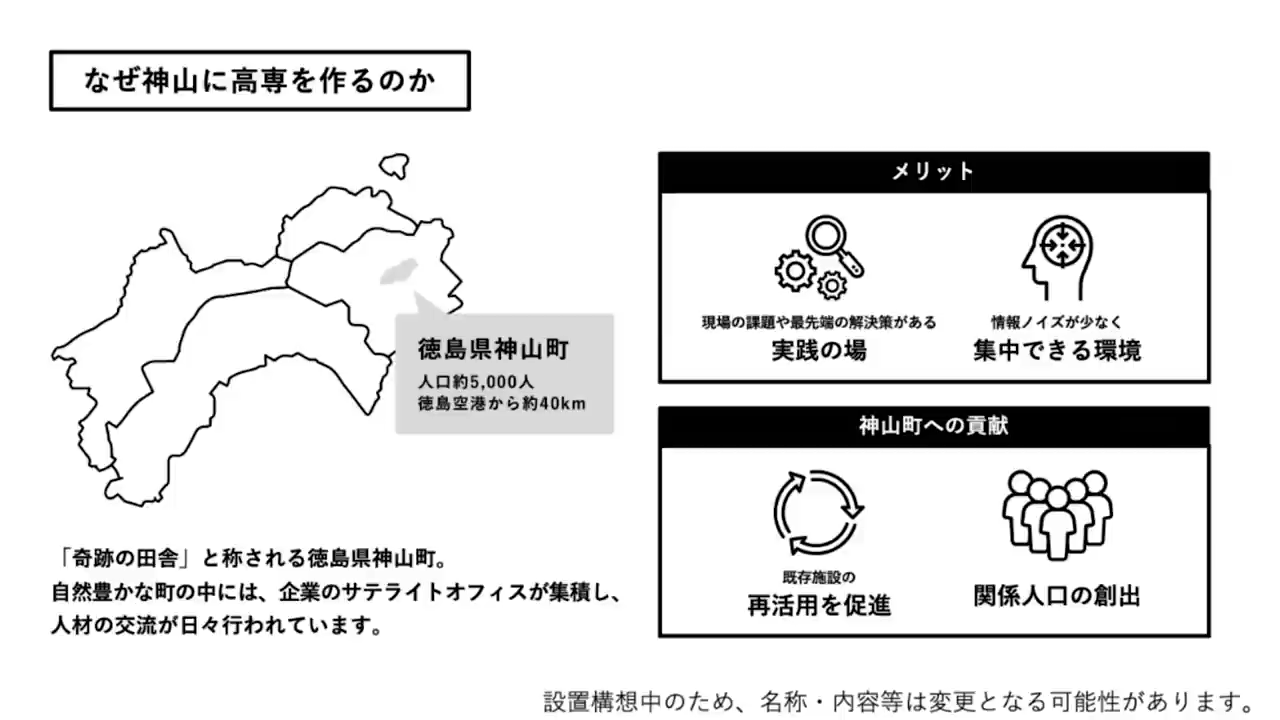 なぜ神山に高専を作るのか
徳島県神山町
人口約5,000人
徳島空港から約40km
「奇跡の田舎」と称される徳島県神山町。
自然豊かな町の中には、企業のサテライトオフィスが集積し、
人材の交流が日々行われています。
メリット
現場の課題や最先端の解決策がある
実践の場
情報ノイズが少なく
集中できる環境
神山町への貢献
既存施設の
再活用を促進
関係人口の創出
設置構想中のため、名称・内容等は変更となる可能性があります。